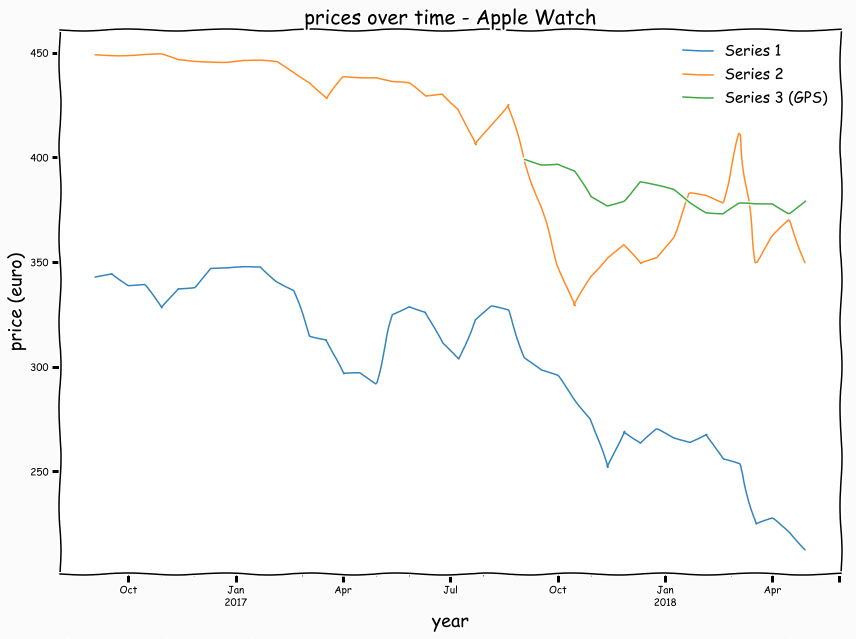 prices over time - Apple Watch
Series 1
Series 2
Series 3 (GPS)
450
400
350
300
250
price (euro)
Oct
Jan
2017
Apr
Jul
Oct
Jan
2018
Apr
year